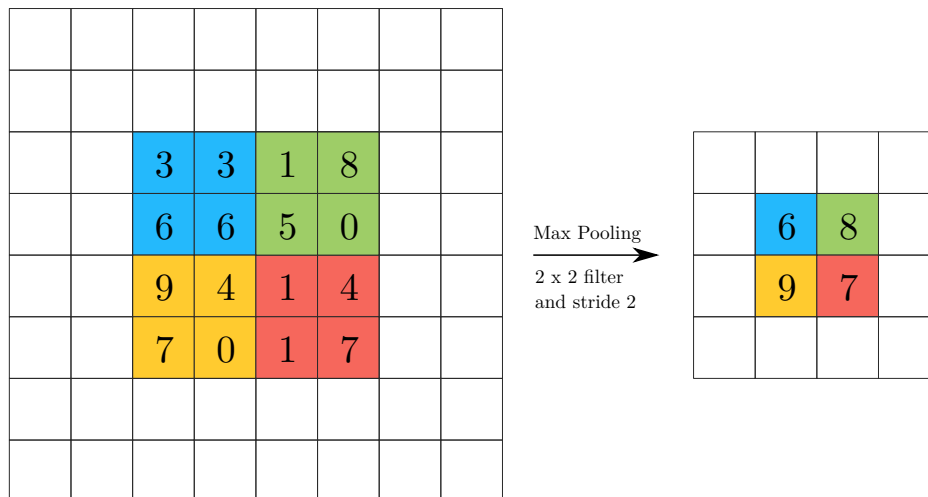 3 3 1 8
6 6 5 0
9 4 1 4
7 0 1 7
Max Pooling
2 x 2 filter
and stride 2
6 8
9 7